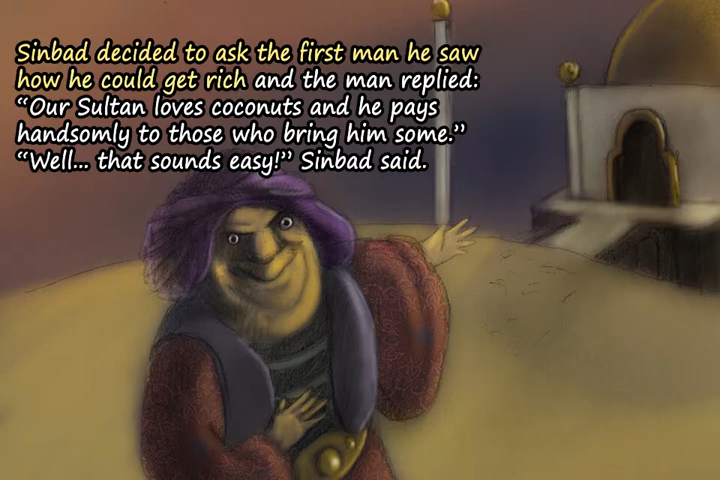 Sinbad decided to ask the first man he saw
how he could get rich and the man replied:
“Our Sultan loves coconuts and he pays
handsomly to those who bring him some.”
“Well... that sounds easy!” Sinbad said.